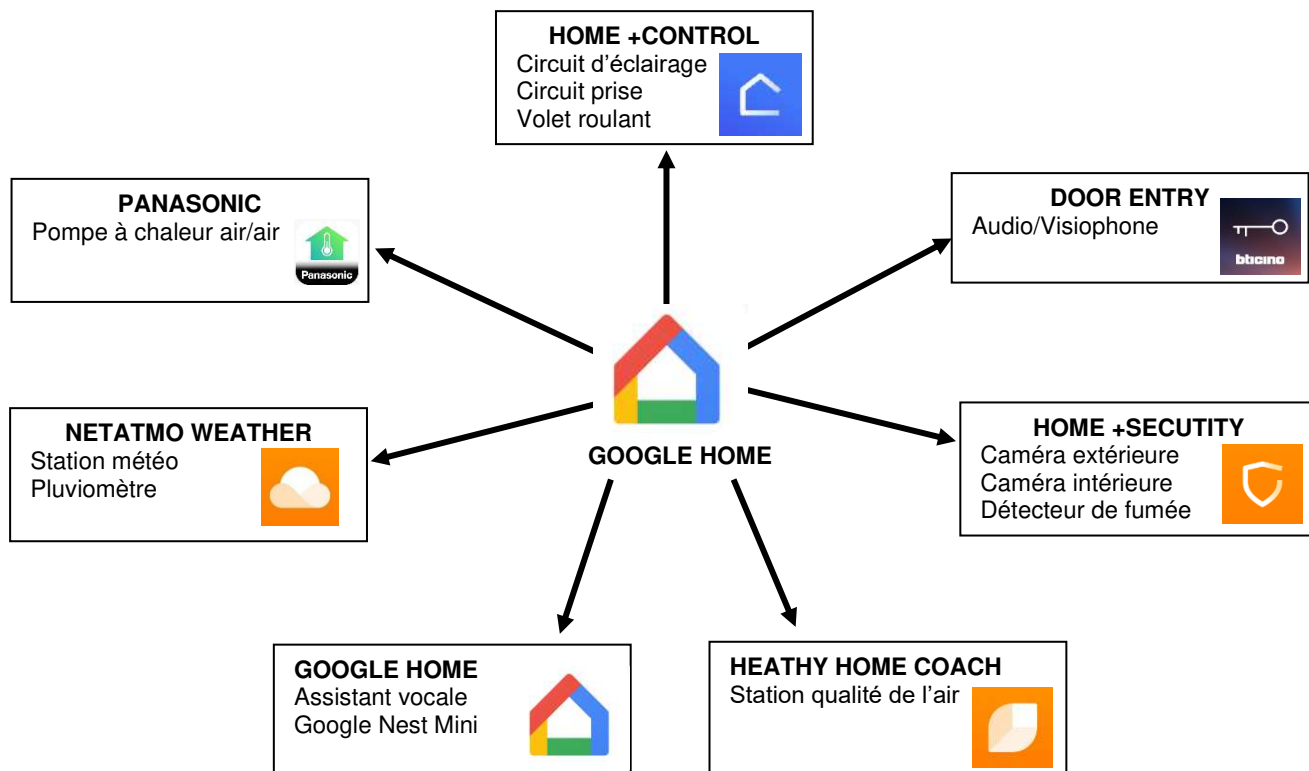 HOME +CONTROL
Circuit d'éclairage
Circuit prise
Volet roulant
PANASONIC
Pompe à chaleur air/air
Panasonic
DOOR ENTRY
Audio/Visiophone
bticino
GOOGLE HOME
NETATMO WEATHER
Station météo
Pluviomètre
HOME +SECUTITY
Caméra extérieure
Caméra intérieure
Détecteur de fumée
GOOGLE HOME
Assistant vocale
Google Nest Mini
HEATHY HOME COACH
Station qualité de l'air